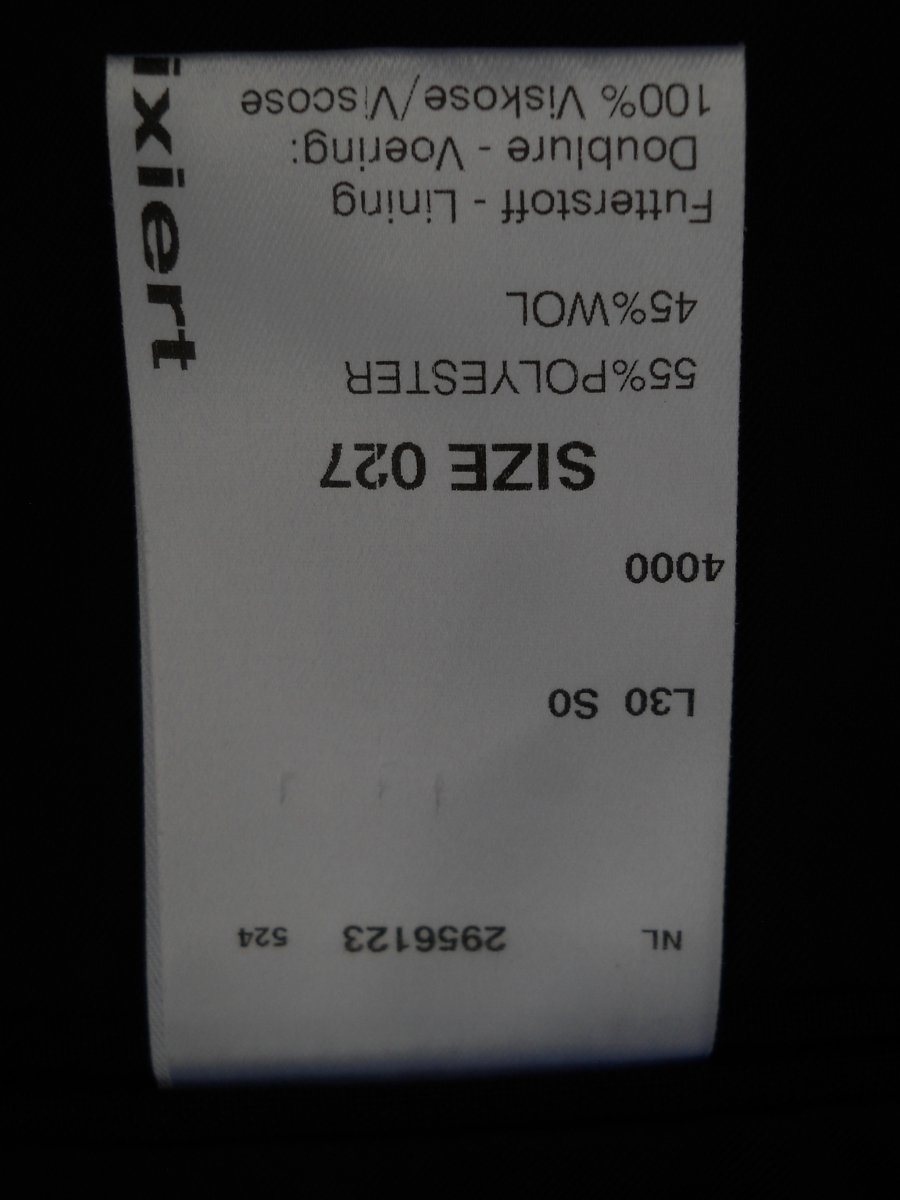 NL 2956123 524
L30 S0
4000
SIZE 027
55%POLYESTER
45%WOL
Futterstoff - Lining
Doublure - Voering:
100% Viskose/Viscose
ixiert